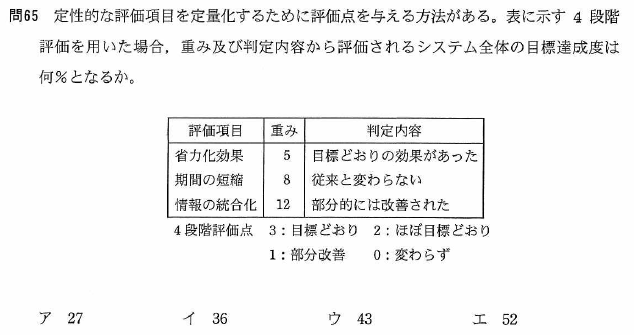 問65 定性的な評価項目を定量化するために評価点を与える方法がある。表に示す 4 段階
評価を用いた場合，重み及び判定内容から評価されるシステム全体の目標達成度は
何％となるか。
評価項目 重み 判定内容
省力化効果 5 目標どおりの効果があった
期間の短縮 8 従来と変わらない
情報の統合化 12 部分的には改善された
4 段階評価点 3：目標どおり 2：ほぼ目標どおり
1：部分改善 0：変わらず
ア 27 イ 36 ウ 43 エ 52